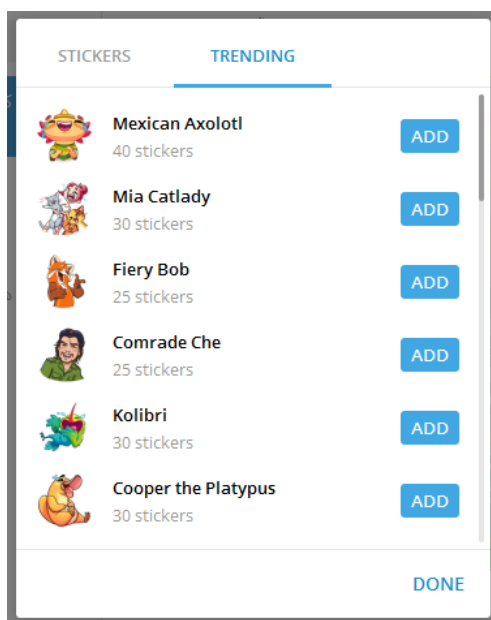 STICKERS
TRENDING
Mexican Axolotl
40 stickers
ADD
Mia Catlady
30 stickers
ADD
Fiery Bob
25 stickers
ADD
Comrade Che
25 stickers
ADD
Kolibri
30 stickers
ADD
Cooper the Platypus
30 stickers
ADD
DONE